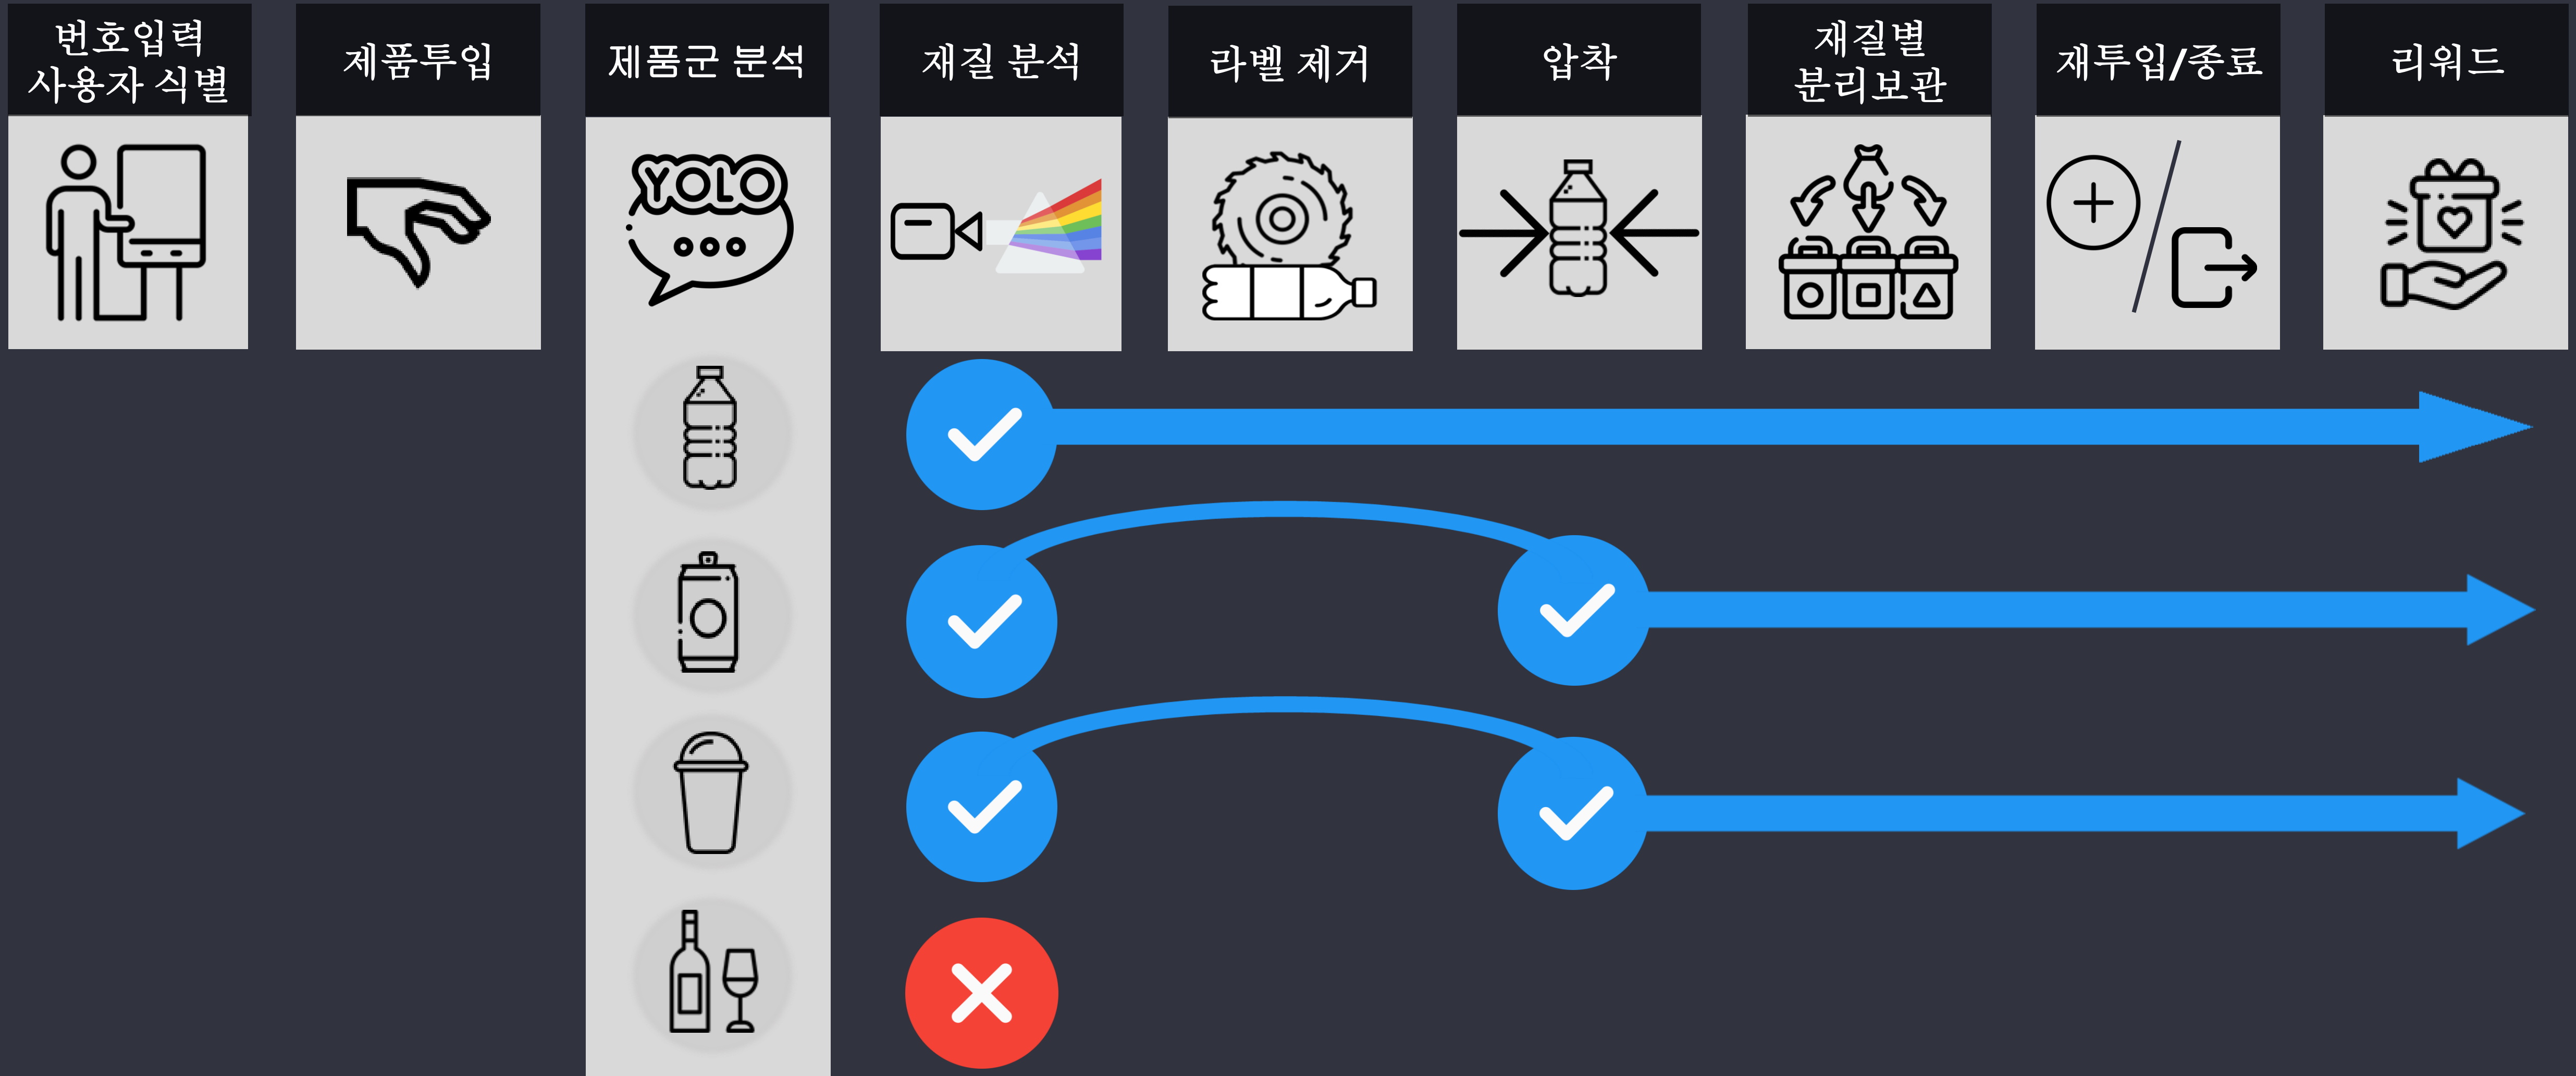 번호입력
사용자 식별
제품투입
제품군 분석
재질 분석
라벨 제거
압착
재질별
분리보관
재투입/종료
리워드
YOLO